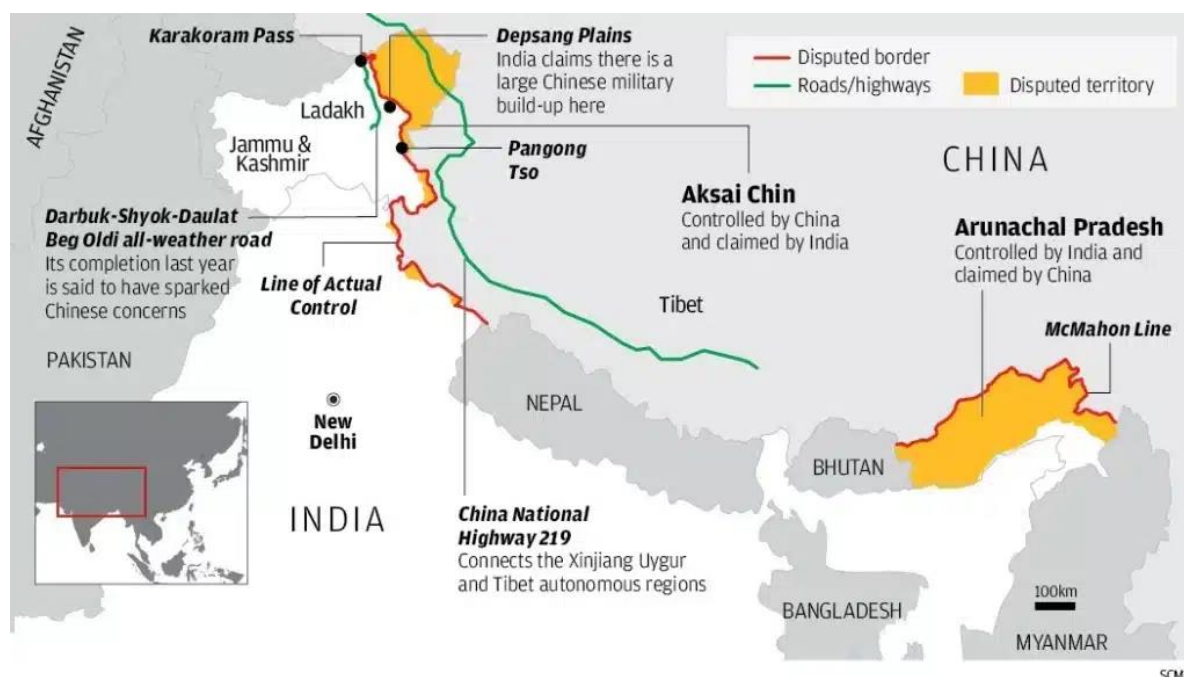 AFGHANISTAN
Karakoram Pass
Ladakh
Jammu &
Kashmir
Depsang Plains
India claims there is a
large Chinese military
build-up here
Disputed border
Roads/highways
Disputed territory
Pangong
Tso
CHINA
Aksai Chin
Controlled by China
and claimed by India
Arunachal Pradesh
Controlled by India and
claimed by China
McMahon Line
Darbuk-Shyok-Daulat
Beg Oldi all-weather road
Its completion last year
is said to have sparked
Chinese concerns
Line of Actual
Control
Tibet
PAKISTAN
New
Delhi
NEPAL
BHUTAN
INDIA
China National
Highway 219
Connects the Xinjiang Uygur
and Tibet autonomous regions
BANGLADESH
100km
MYANMAR
SCM